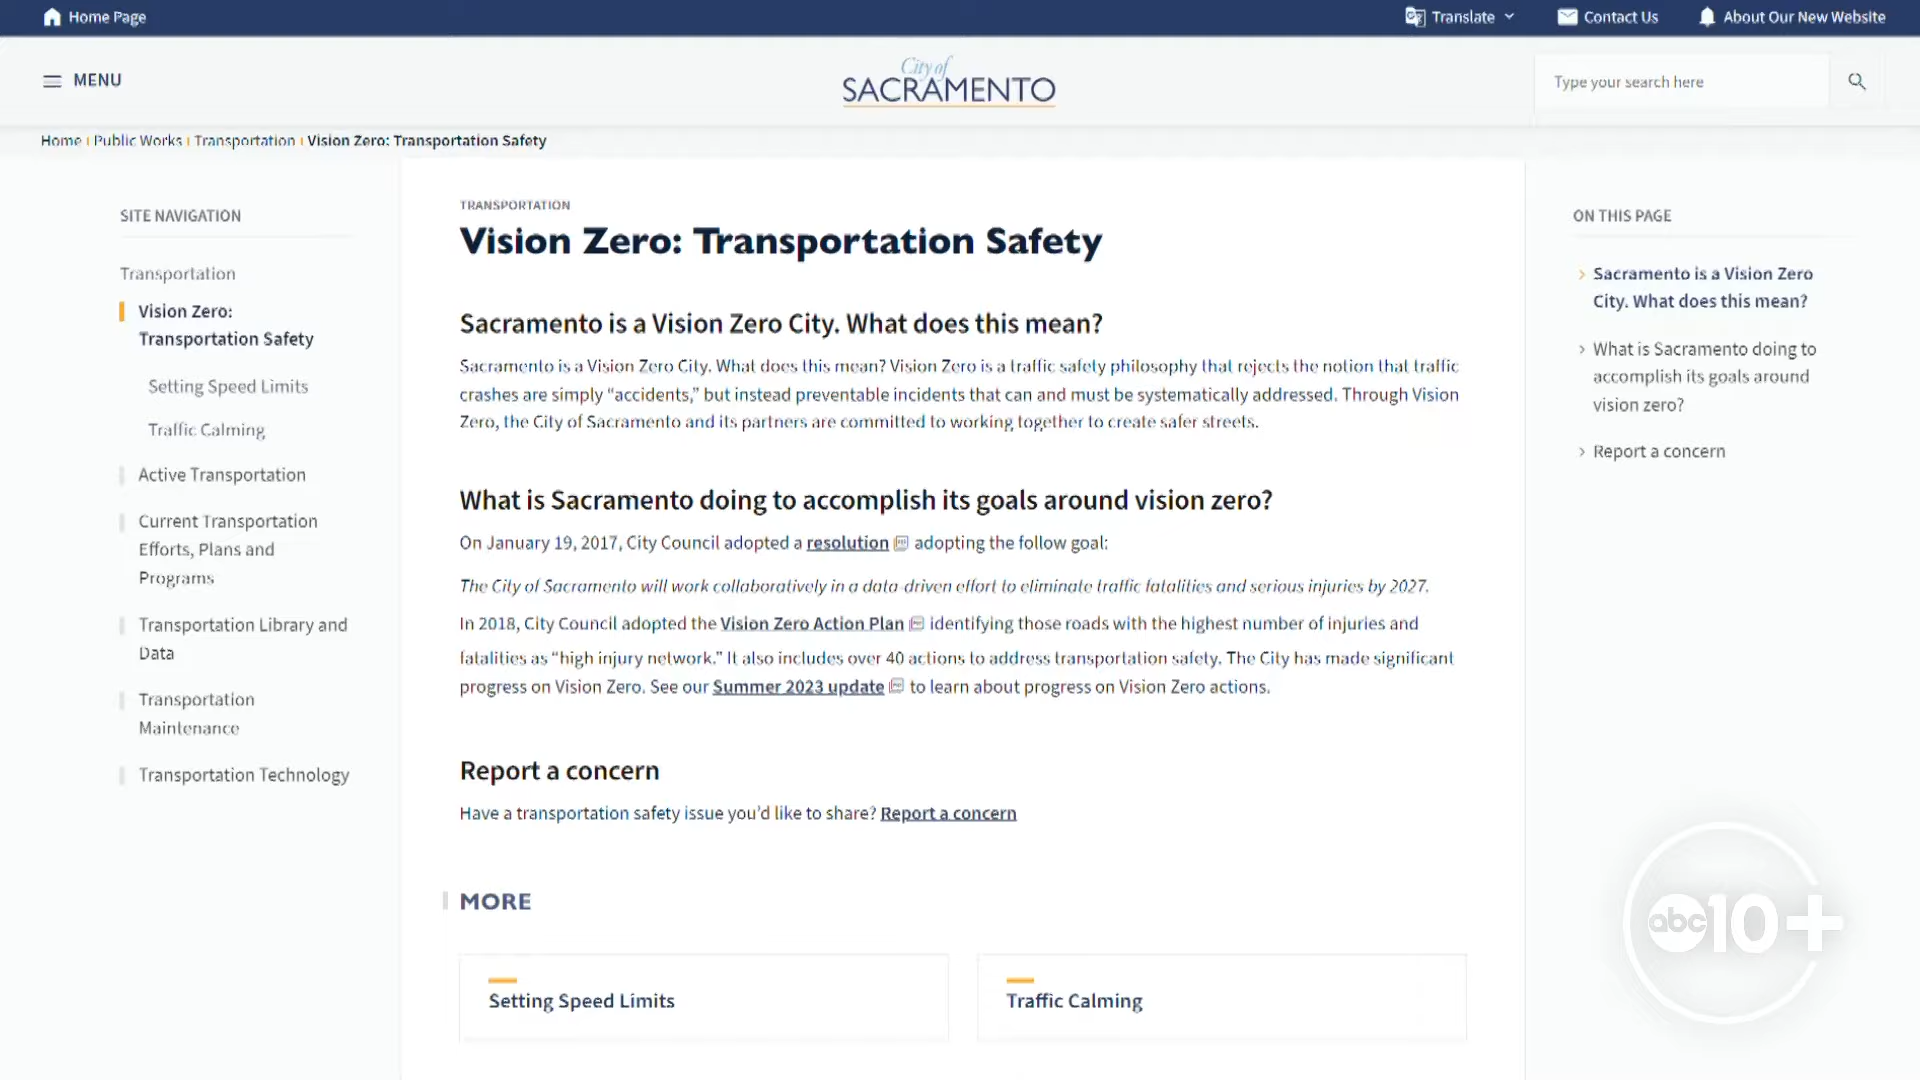 Home Page
Translate
Contact Us
About Our New Website
MENU
City of
SACRAMENTO
Type your search here
Home Public Works Transportation Vision Zero: Transportation Safety
SITE NAVIGATION
Transportation
Vision Zero:
Transportation Safety
Setting Speed Limits
Traffic Calming
Active Transportation
Current Transportation
Efforts, Plans and
Programs
Transportation Library and
Data
Transportation
Maintenance
Transportation Technology
TRANSPORTATION
Vision Zero: Transportation Safety
Sacramento is a Vision Zero City. What does this mean?
Sacramento is a Vision Zero City. What does this mean? Vision Zero is a traffic safety philosophy that rejects the notion that traffic
crashes are simply “accidents,” but instead preventable incidents that can and must be systematically addressed. Through Vision
Zero, the City of Sacramento and its partners are committed to working together to create safer streets.
What is Sacramento doing to accomplish its goals around vision zero?
On January 19, 2017, City Council adopted a resolution adopting the follow goal:
The City of Sacramento will work collaboratively in a data-driven effort to eliminate traffic fatalities and serious injuries by 2027.
In 2018, City Council adopted the Vision Zero Action Plan identifying those roads with the highest number of injuries and
fatalities as “high injury network.” It also includes over 40 actions to address transportation safety. The City has made significant
progress on Vision Zero. See our Summer 2023 update to learn about progress on Vision Zero actions.
Report a concern
Have a transportation safety issue you’d like to share? Report a concern
MORE
Setting Speed Limits
Traffic Calming
ON THIS PAGE
Sacramento is a Vision Zero
City. What does this mean?
What is Sacramento doing to
accomplish its goals around
vision zero?
Report a concern
abc10+